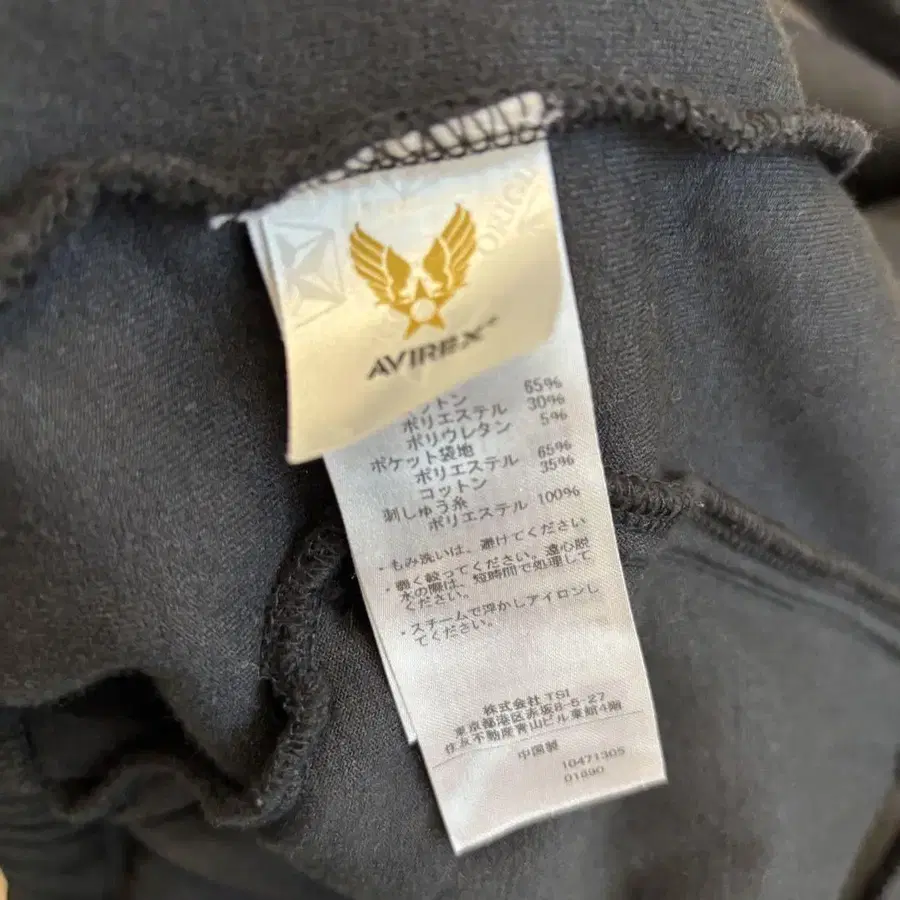 AVIREX
コットン 65%
ポリエステル 30%
ポリウレタン 5%
ポケット袋地
ポリエステル 65%
コットン 35%
刺しゅう糸
ポリエステル 100%
・もみ洗いは、避けてください
・軽く絞ってください。遠心脱
水の際は、短時間で処理して
ください。
・スチームで浮かしアイロンし
てください。
株式会社TSI
東京都港区赤坂8-5-27
住友不動産青山ビル東館4階
中国製
10471305
01890